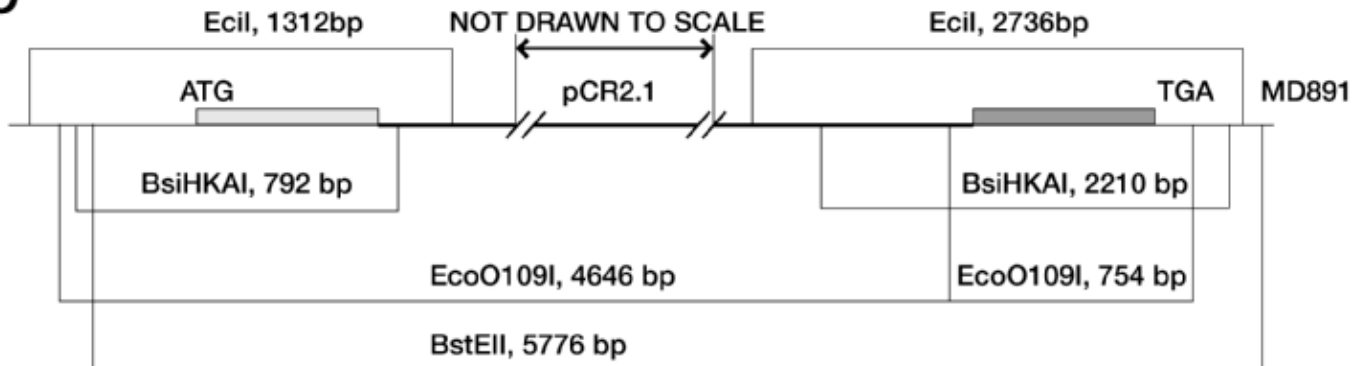 EciI, 1312bp NOT DRAWN TO SCALE EciI, 2736bp
ATG pCR2.1 TGA MD891
BsiHKAI, 792 bp BsiHKAI, 2210 bp
EcoO109I, 4646 bp EcoO109I, 754 bp
BstEII, 5776 bp